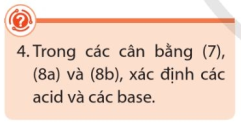 4. Trong các cân bằng (7),
(8a) và (8b), xác định các
acid và các base.